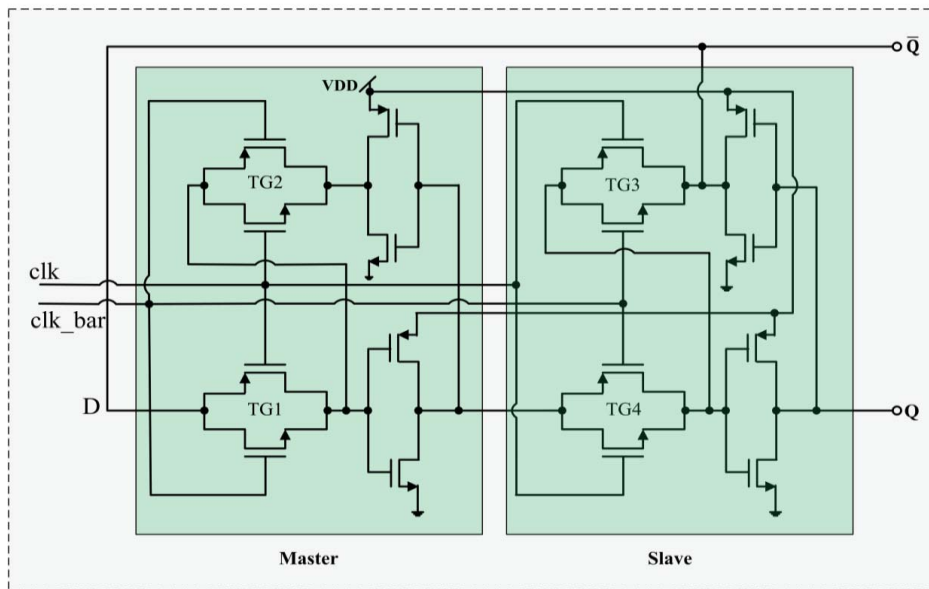 Q̄
VDD
TG2
TG3
clk
clk_bar
D
TG1
TG4
Q
Master
Slave